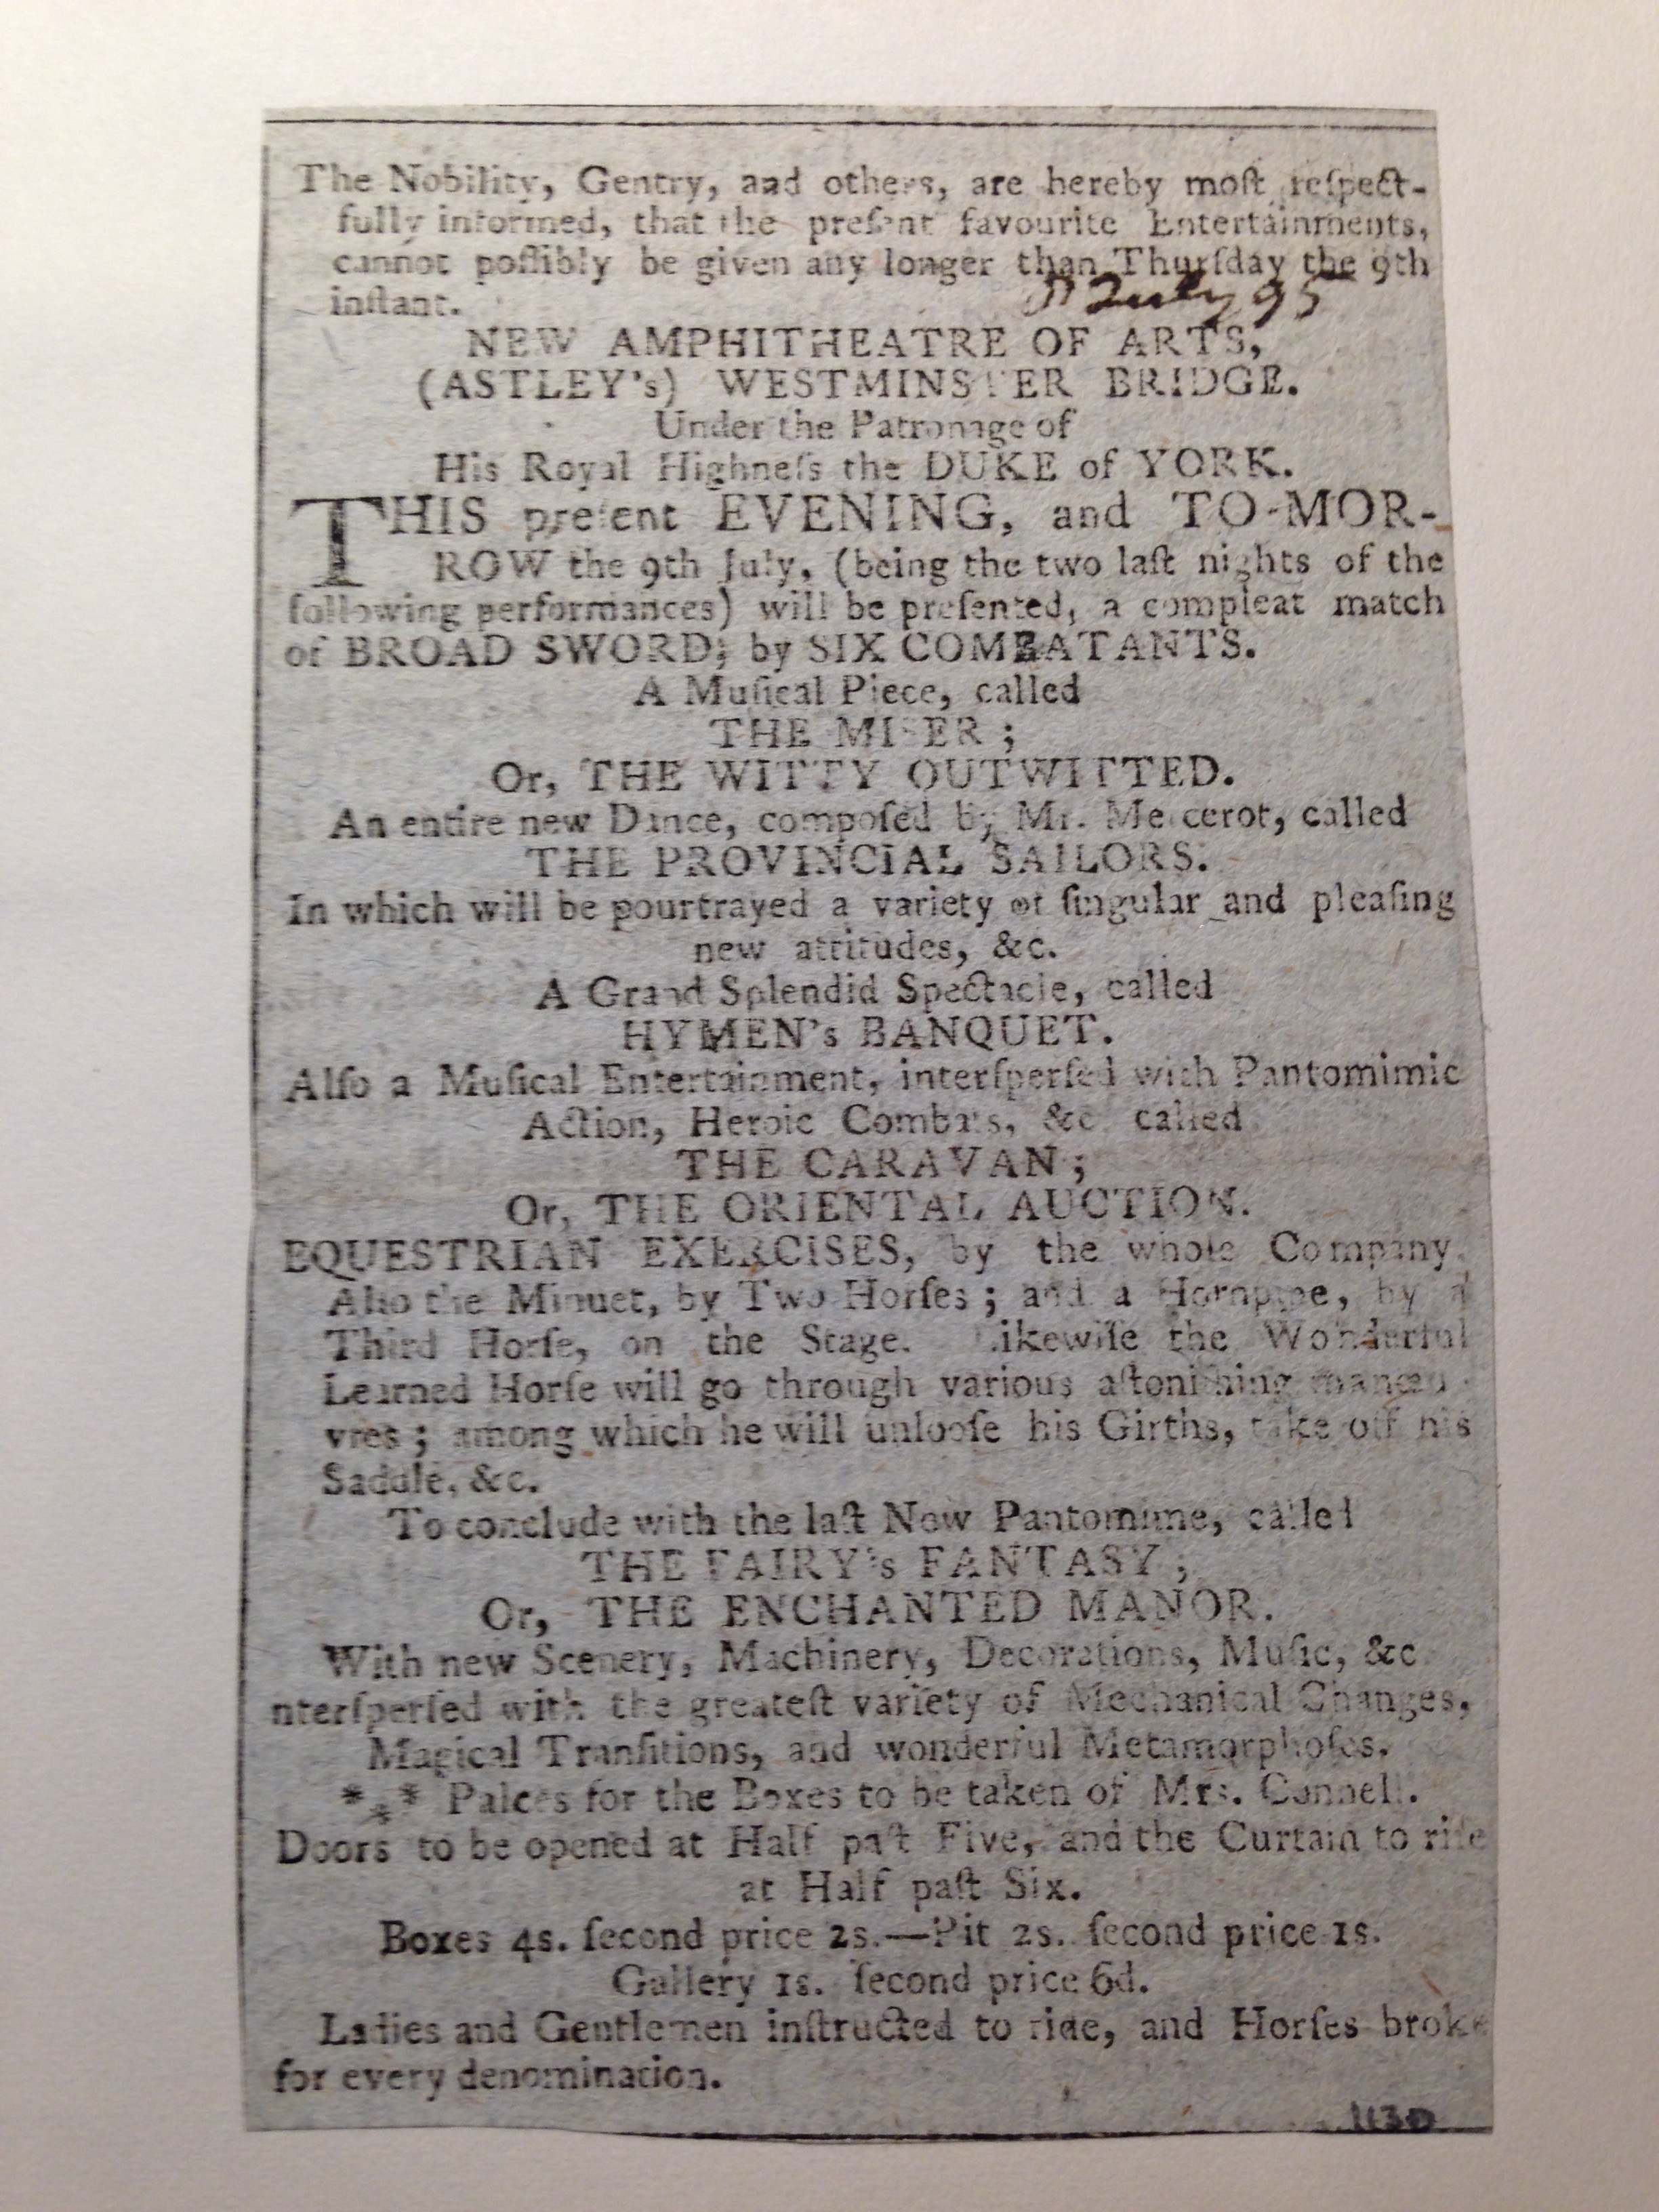 The Nobility, Gentry, and others, are hereby moſt reſpect-
fully informed, that the preſent favourite Entertainments,
cannot poſſibly be given any longer than Thurſday the 9th
inſtant.
July 95
NEW AMPHITHEATRE OF ARTS,
(ASTLEY's) WESTMINSTER BRIDGE.
Under the Patronage of
His Royal Highneſs the DUKE of YORK.
THIS preſent EVENING, and TO-MOR-
ROW the 9th July, (being the two laſt nights of the
following performances) will be preſented, a compleat match
of BROAD SWORD; by SIX COMBATANTS.
A Muſical Piece, called
THE MISER;
Or, THE WITTY OUTWITTED.
An entire new Dance, compoſed by Mr. Mercerot, called
THE PROVINCIAL SAILORS.
In which will be pourtrayed a variety of ſingular and pleaſing
new attitudes, &c.
A Grand Splendid Spectacle, called
HYMEN's BANQUET.
Alſo a Muſical Entertainment, interſperſed with Pantomimic
Action, Heroic Combats, &c. called
THE CARAVAN;
Or, THE ORIENTAL AUCTION.
EQUESTRIAN EXERCISES, by the whole Company.
Alſo the Minuet, by Two Horſes; and a Hornpipe, by a
Third Horſe, on the Stage. Likewiſe the Wonderful
Learned Horſe will go through various aſtoniſhing manœu-
vres; among which he will unlooſe his Girths, take off his
Saddle, &c.
To conclude with the laſt New Pantomime, called
THE FAIRY's FANTASY;
Or, THE ENCHANTED MANOR.
With new Scenery, Machinery, Decorations, Muſic, &c
nterſperſed with the greateſt variety of Mechanical Changes,
Magical Tranſitions, and wonderful Metamorphoſes.
*⁎* Palces for the Boxes to be taken of Mrs. Connell.
Doors to be opened at Half paſt Five, and the Curtain to riſe
at Half paſt Six.
Boxes 4s. ſecond price 2s.—Pit 2s. ſecond price 1s.
Gallery 1s. ſecond price 6d.
Ladies and Gentlemen inſtructed to ride, and Horſes broke
for every denomination.